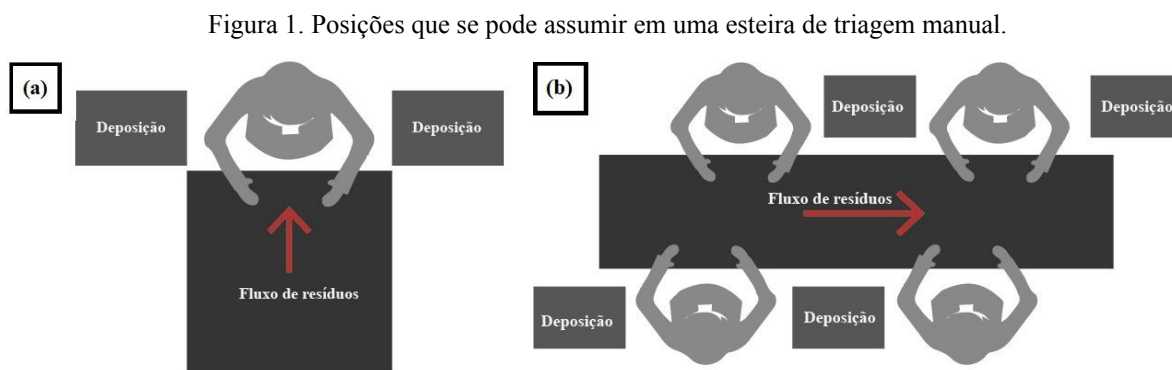 Figura 1. Posições que se pode assumir em uma esteira de triagem manual.
(a)
Deposição
Deposição
Fluxo de resíduos
(b)
Deposição
Deposição
Fluxo de resíduos
Deposição
Deposição